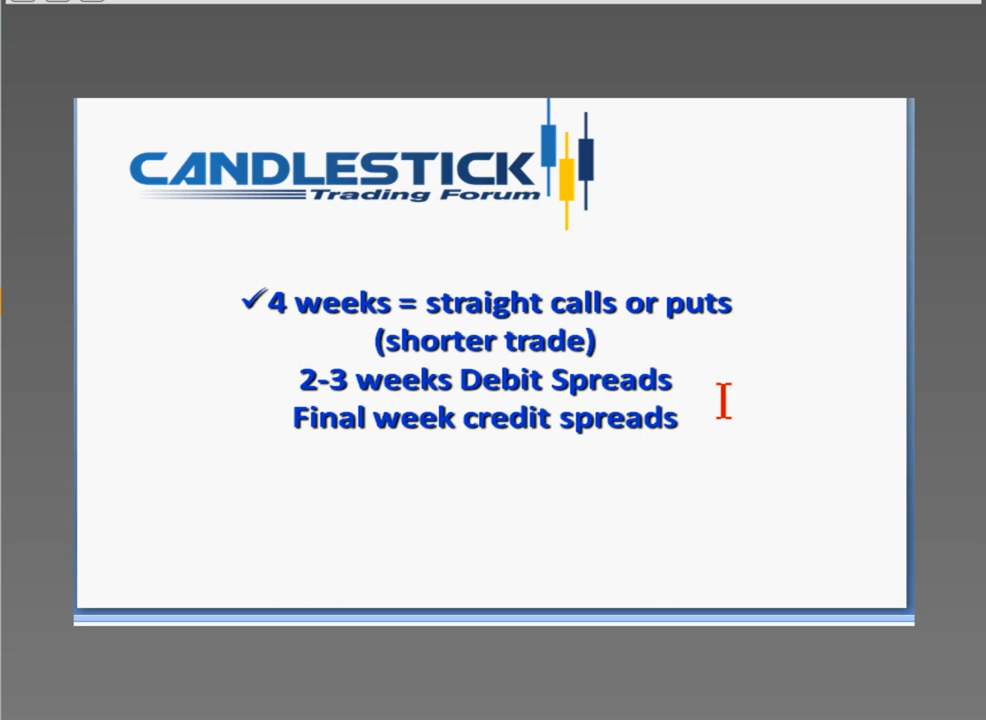 CANDLESTICK
Trading Forum
✓4 weeks = straight calls or puts
(shorter trade)
2-3 weeks Debit Spreads
Final week credit spreads